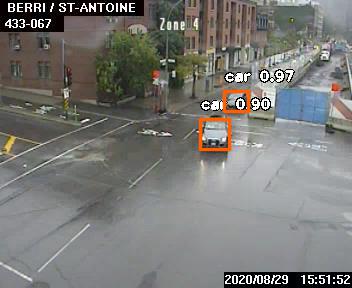 BERRI / ST-ANTOINE
433-067
Zone 4
car 0.97
car 0.90
2020/08/29 15:51:52